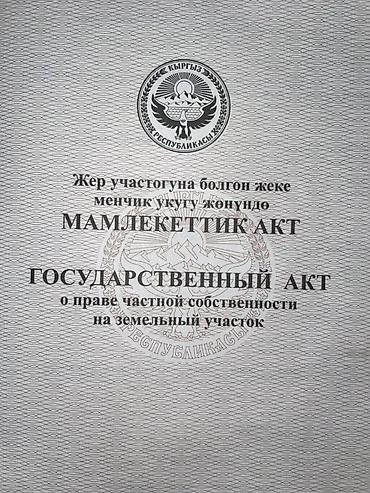 КЫРГЫЗ
РЕСПУБЛИКАСЫ
Жер участогуна болгон жеке
менчик укугу жөнүндө
МАМЛЕКЕТТИК АКТ
ГОСУДАРСТВЕННЫЙ АКТ
о праве частной собственности
на земельный участок
РЕСПУБЛИКАСЫ